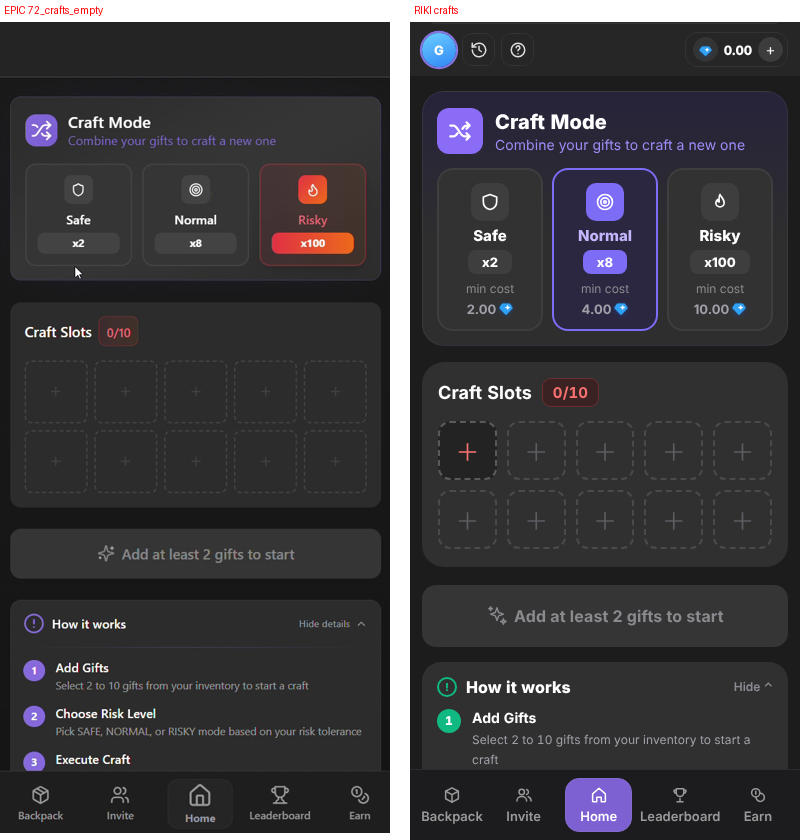 EPIC 72_crafts_empty
Craft Mode
Combine your gifts to craft a new one
Safe
x2
Normal
x8
Risky
x100
Craft Slots 0/10
Add at least 2 gifts to start
How it works
Hide details
1 Add Gifts
Select 2 to 10 gifts from your inventory to start a craft
2 Choose Risk Level
Pick SAFE, NORMAL, or RISKY mode based on your risk tolerance
3 Execute Craft
Backpack
Invite
Home
Leaderboard
Earn
RIKI crafts
G
0.00 +
Craft Mode
Combine your gifts to craft a new one
Safe
x2
min cost
2.00
Normal
x8
min cost
4.00
Risky
x100
min cost
10.00
Craft Slots 0/10
Add at least 2 gifts to start
How it works
Hide
1 Add Gifts
Select 2 to 10 gifts from your inventory to start a
craft
Backpack
Invite
Home
Leaderboard
Earn